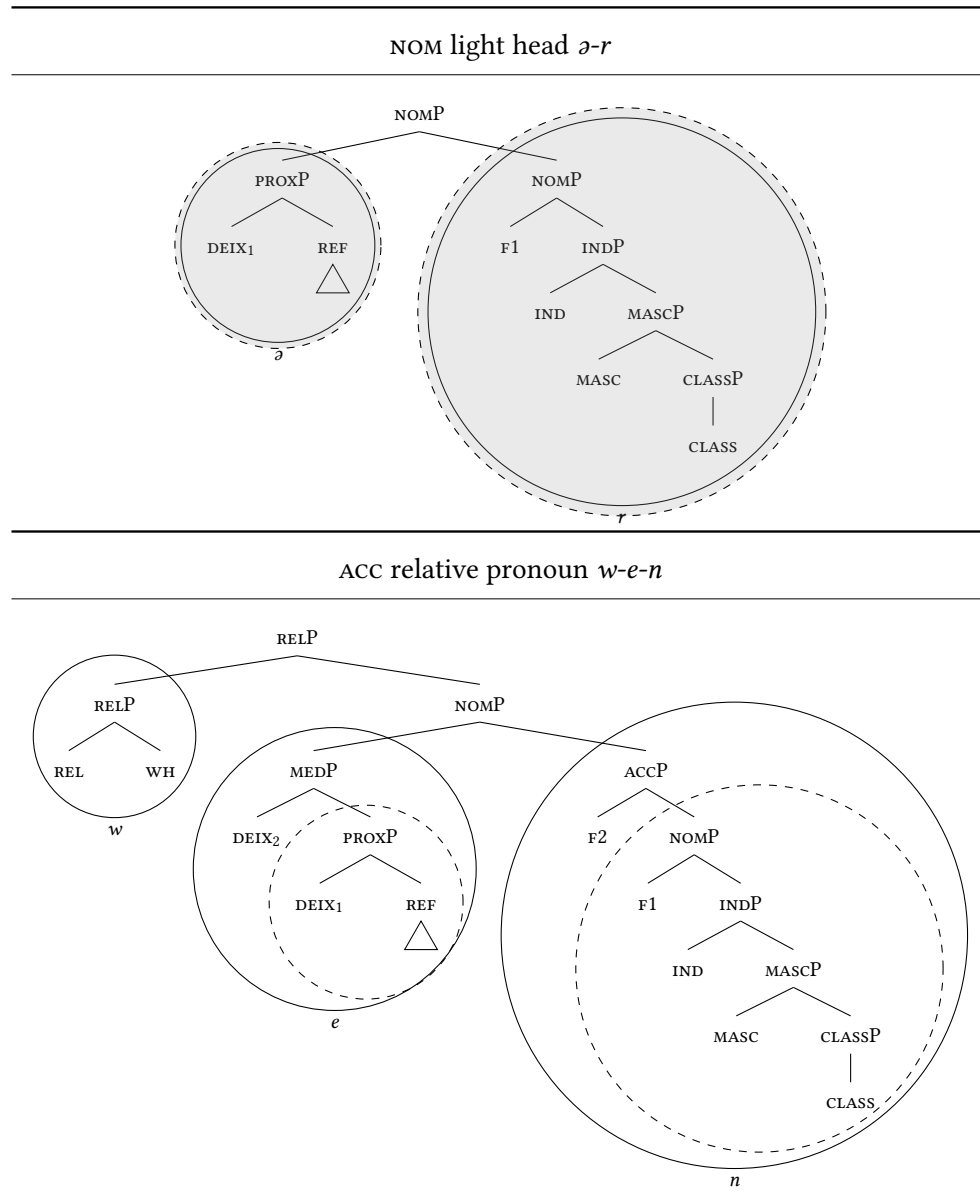 NOM light head ə-r
NOMP
PROXP NOMP
DEIX₁ REF F1 INDP
IND MASCP
ə
MASC CLASSP
CLASS
r
ACC relative pronoun w-e-n
RELP
RELP NOMP
REL WH MEDP ACCP
w
DEIX₂ PROXP F2 NOMP
DEIX₁ REF F1 INDP
IND MASCP
e
MASC CLASSP
CLASS
n